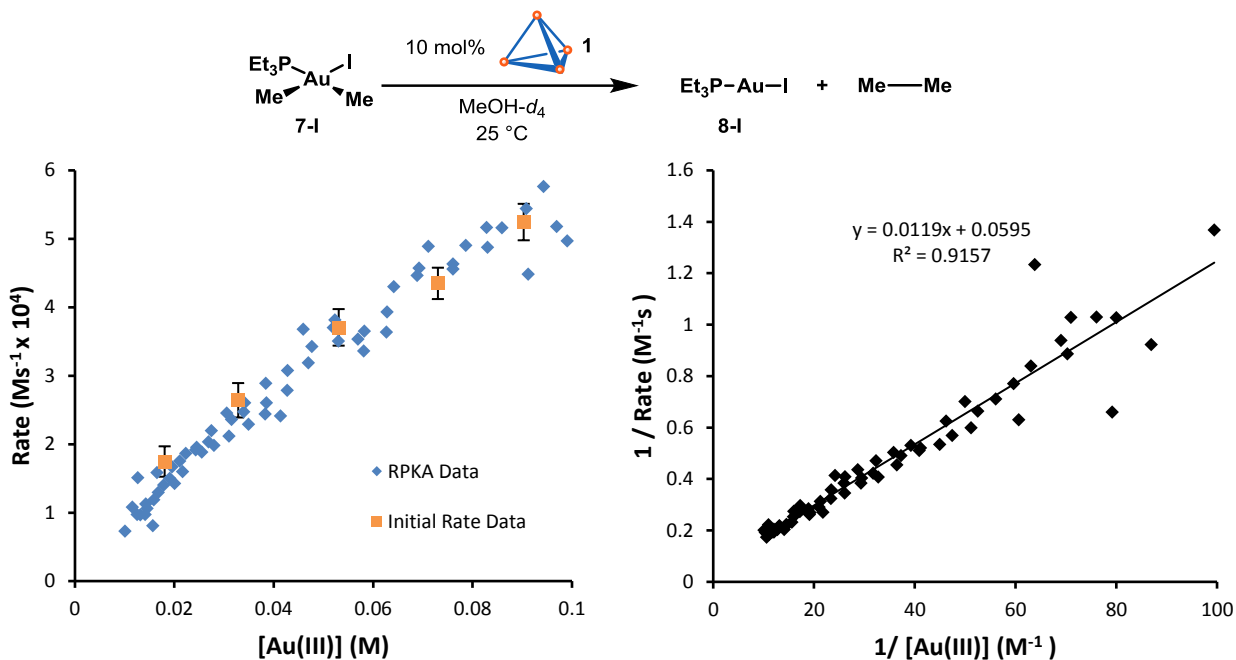 10 mol%
1
Et₃P
I
Au
Me
Me
7-I
MeOH-d₄
25 °C
Et₃P-Au-I + Me—Me
8-I
6
5
4
3
2
1
0
0
0.02
0.04
0.06
0.08
0.1
Rate (Ms⁻¹ x 10⁴)
[Au(III)] (M)
RPKA Data
Initial Rate Data
1.6
1.4
1.2
1
0.8
0.6
0.4
0.2
0
0
20
40
60
80
100
1 / Rate (M⁻¹s)
1/ [Au(III)] (M⁻¹ )
y = 0.0119x + 0.0595
R² = 0.9157